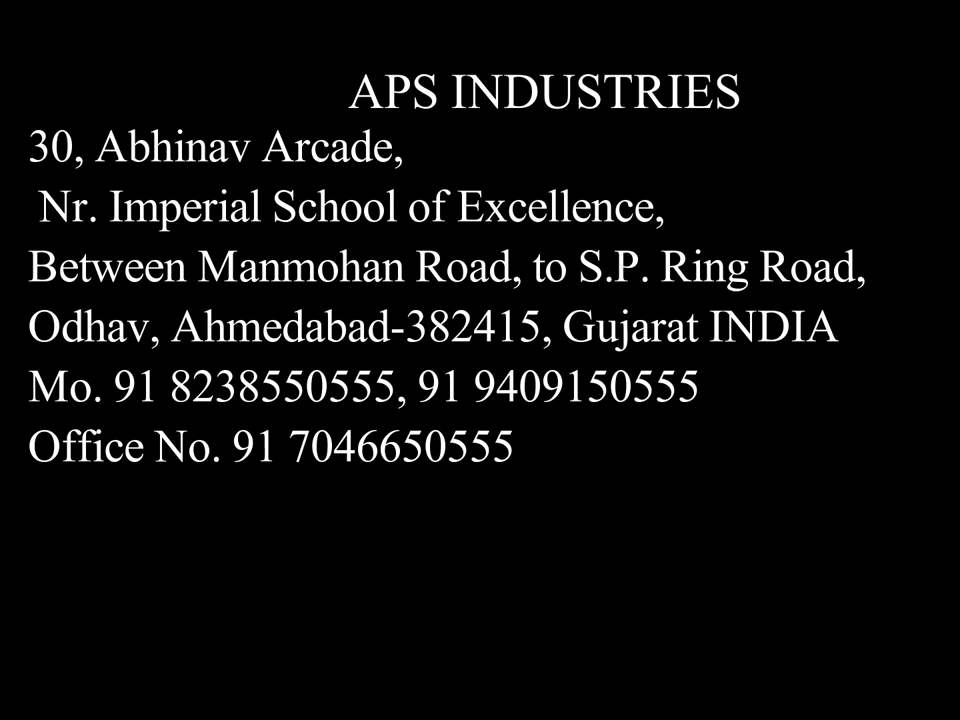 APS INDUSTRIES
30, Abhinav Arcade,
Nr. Imperial School of Excellence,
Between Manmohan Road, to S.P. Ring Road,
Odhav, Ahmedabad-382415, Gujarat INDIA
Mo. 91 8238550555, 91 9409150555
Office No. 91 7046650555